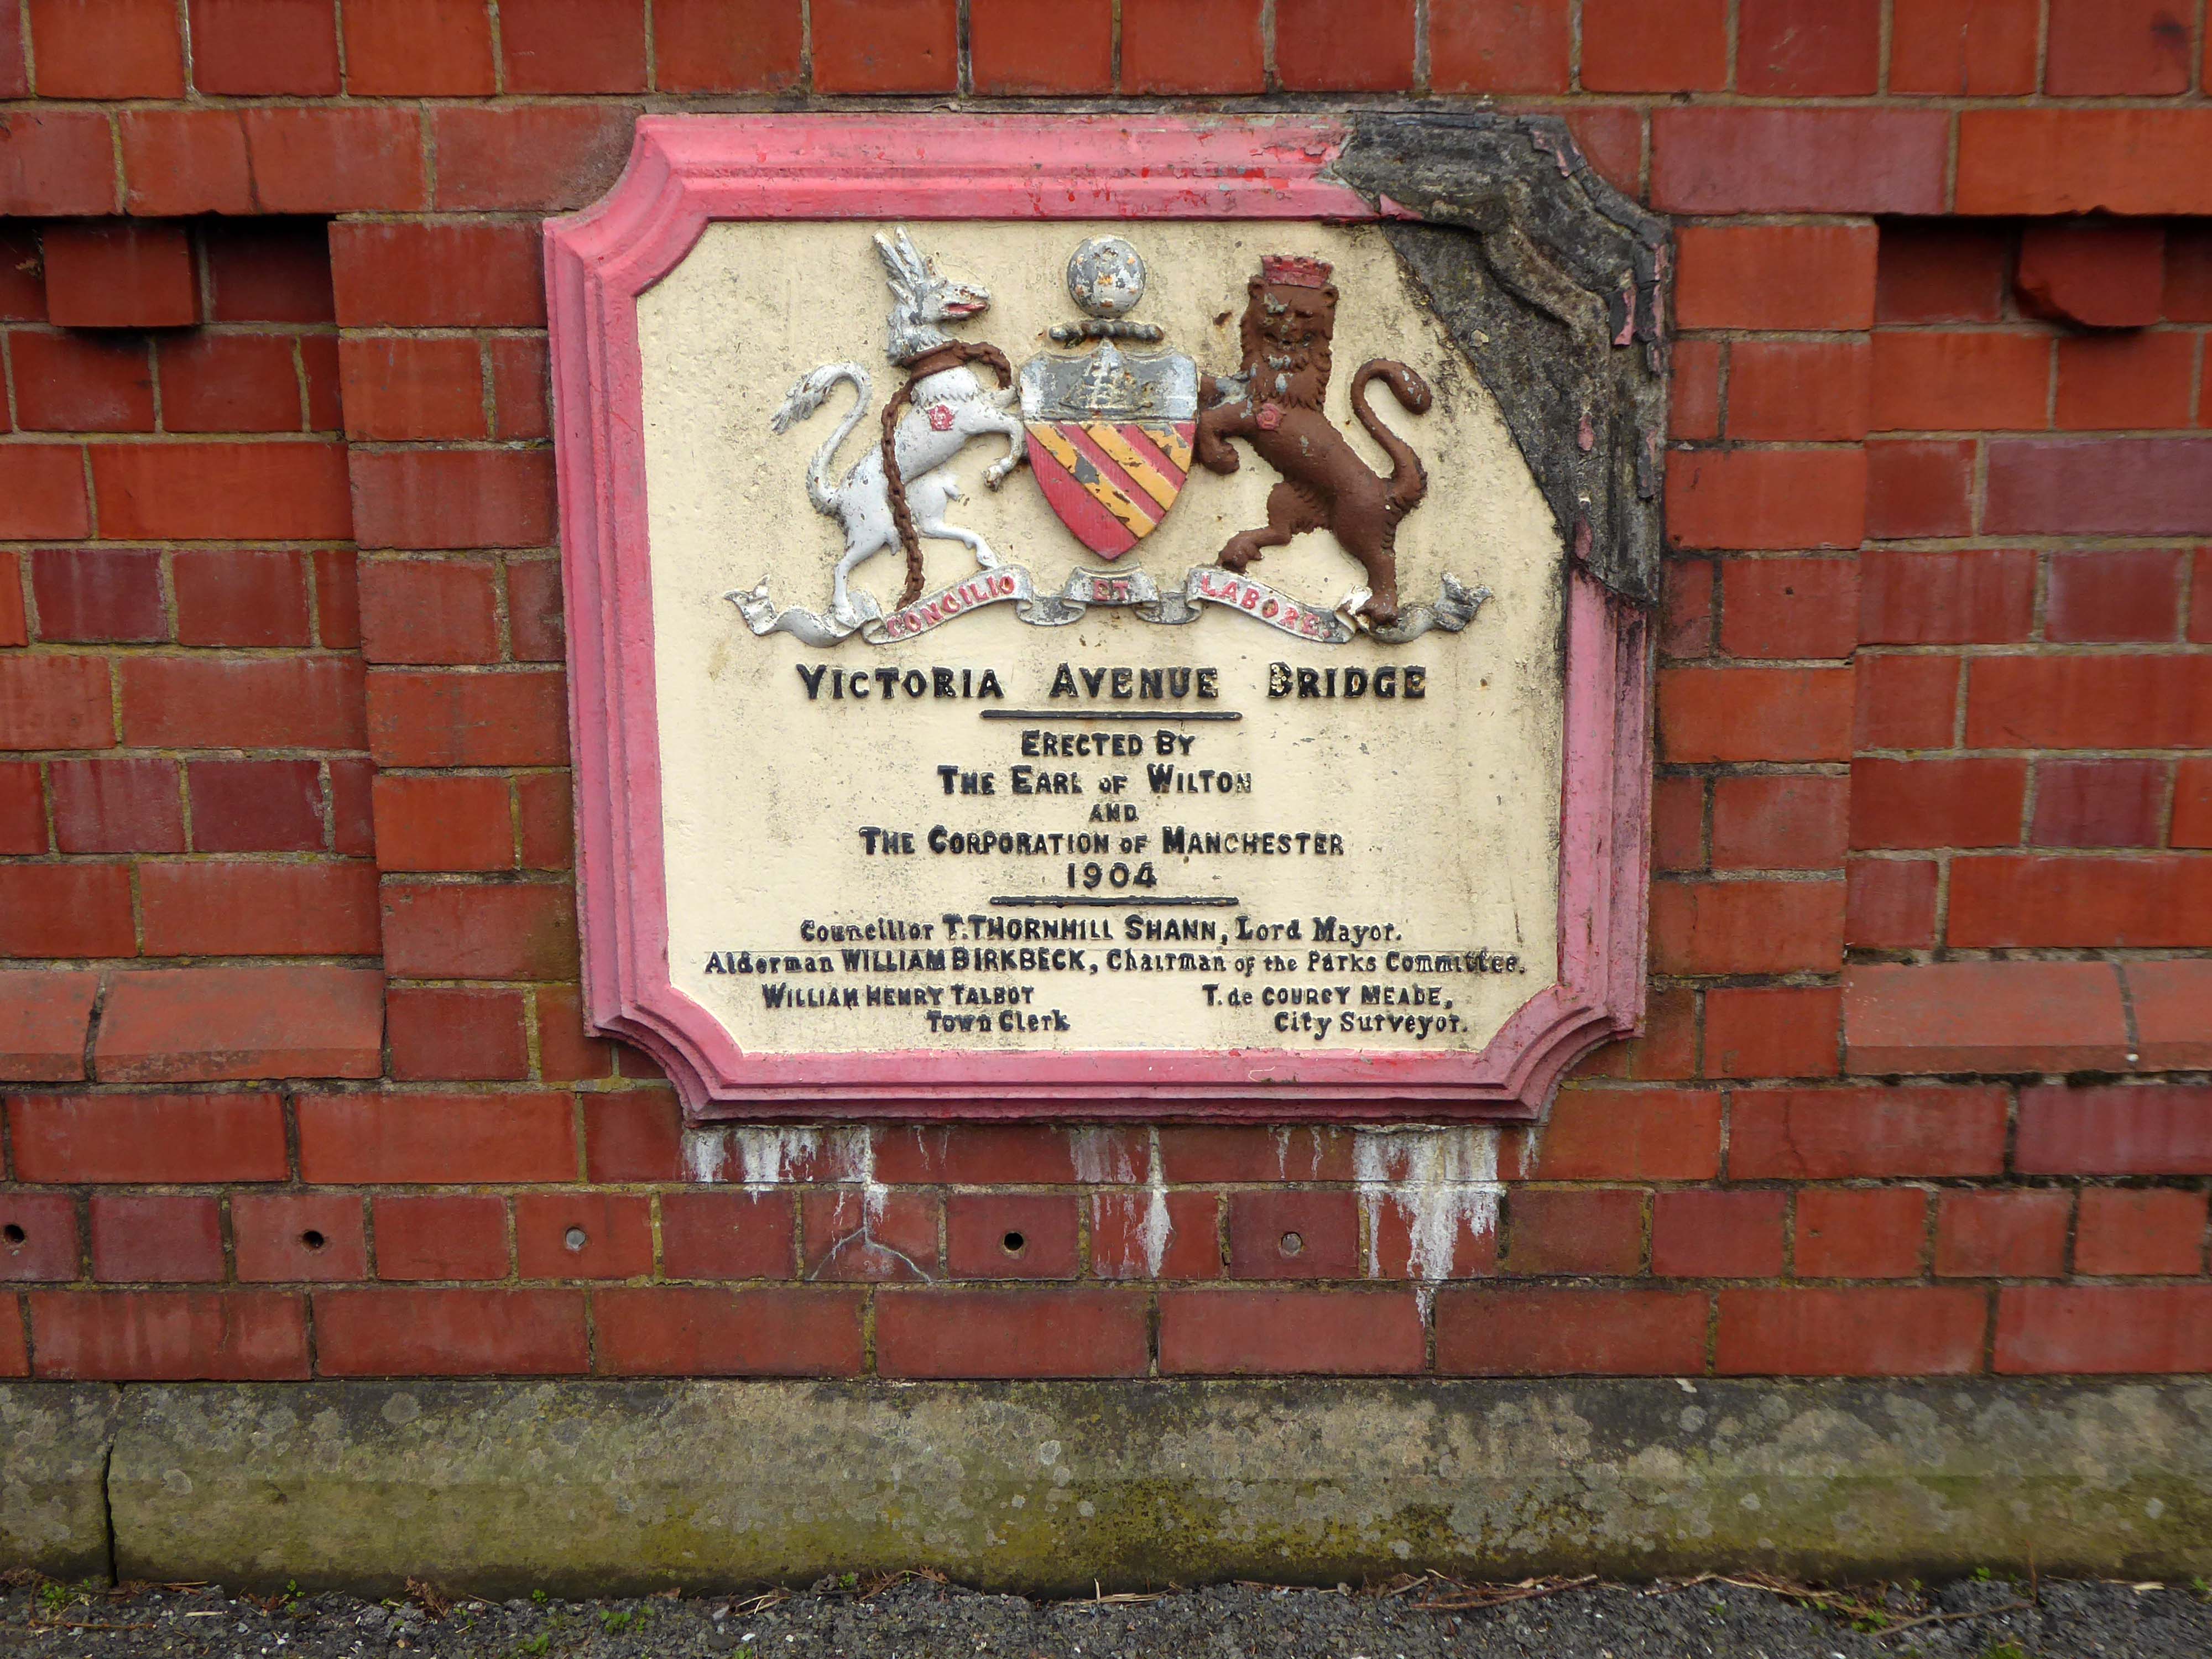 CONCILIO ET LABORE.
VICTORIA AVENUE BRIDGE
ERECTED BY
THE EARL OF WILTON
AND
THE CORPORATION OF MANCHESTER
1904
Councillor T. THORNHILL SHANN, Lord Mayor.
Alderman WILLIAM BIRKBECK, Chairman of the Parks Committee.
WILLIAM HENRY TALBOT
Town Clerk
T. de COURCY MEADE,
City Surveyor.